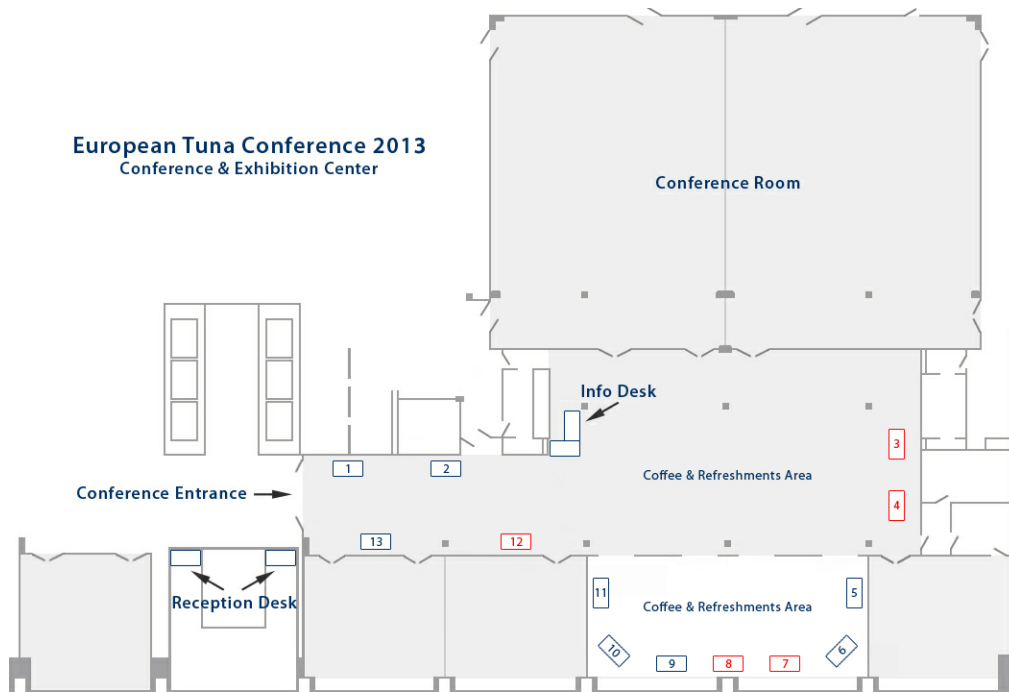 European Tuna Conference 2013
Conference & Exhibition Center
Conference Room
Info Desk
3
1
2
Coffee & Refreshments Area
Conference Entrance
4
13
12
11
5
Reception Desk
Coffee & Refreshments Area
10
6
9
8
7